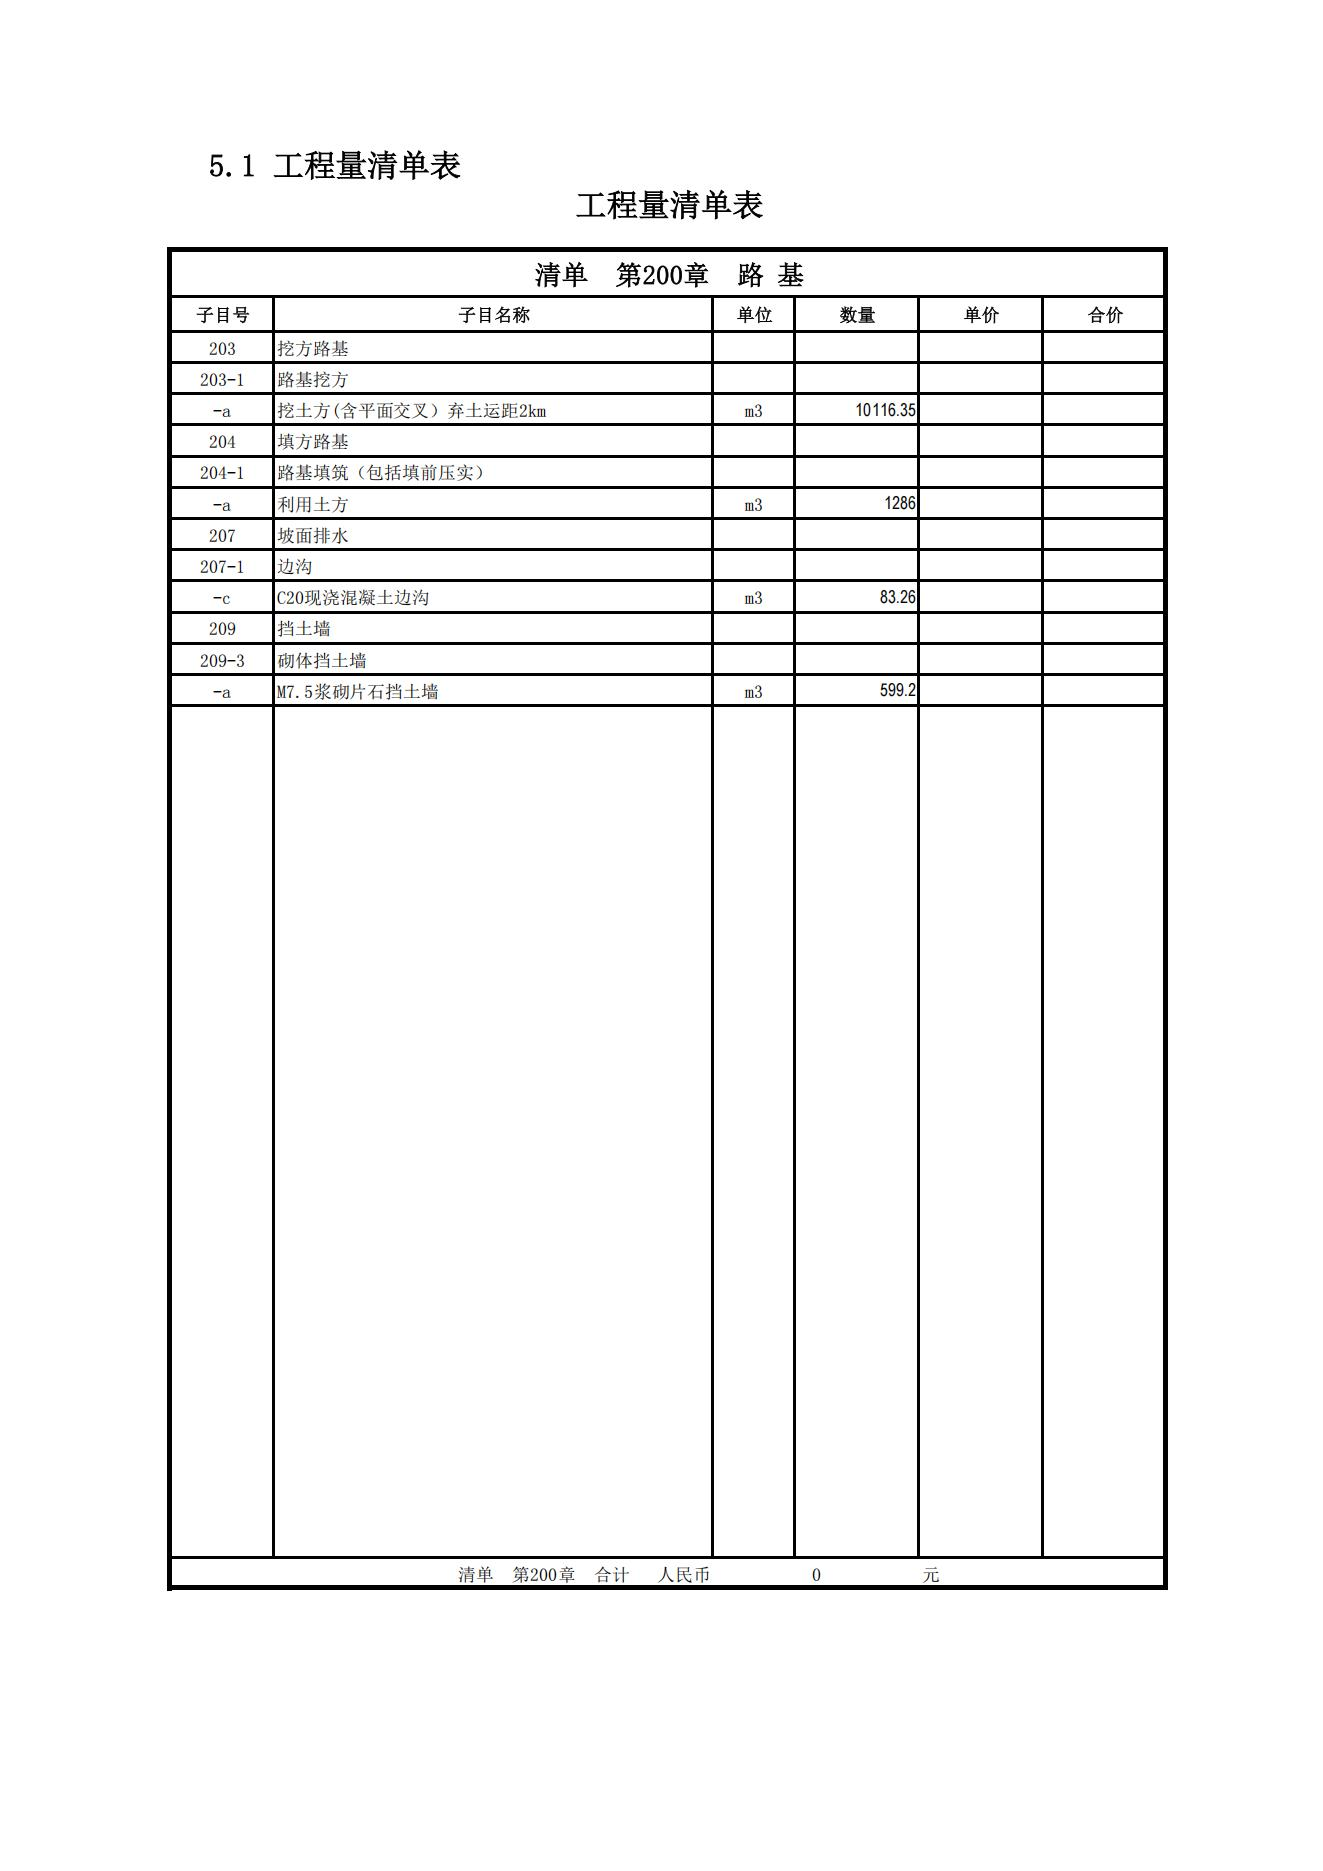 5.1 工程量清单表
工程量清单表
清单 第200章 路 基
子目号 子目名称 单位 数量 单价 合价
203 挖方路基
203-1 路基挖方
-a 挖土方(含平面交叉）弃土运距2km m3 10116.35
204 填方路基
204-1 路基填筑（包括填前压实）
-a 利用土方 m3 1286
207 坡面排水
207-1 边沟
-c C20现浇混凝土边沟 m3 83.26
209 挡土墙
209-3 砌体挡土墙
-a M7.5浆砌片石挡土墙 m3 599.2
清单 第200章 合计 人民币 0 元